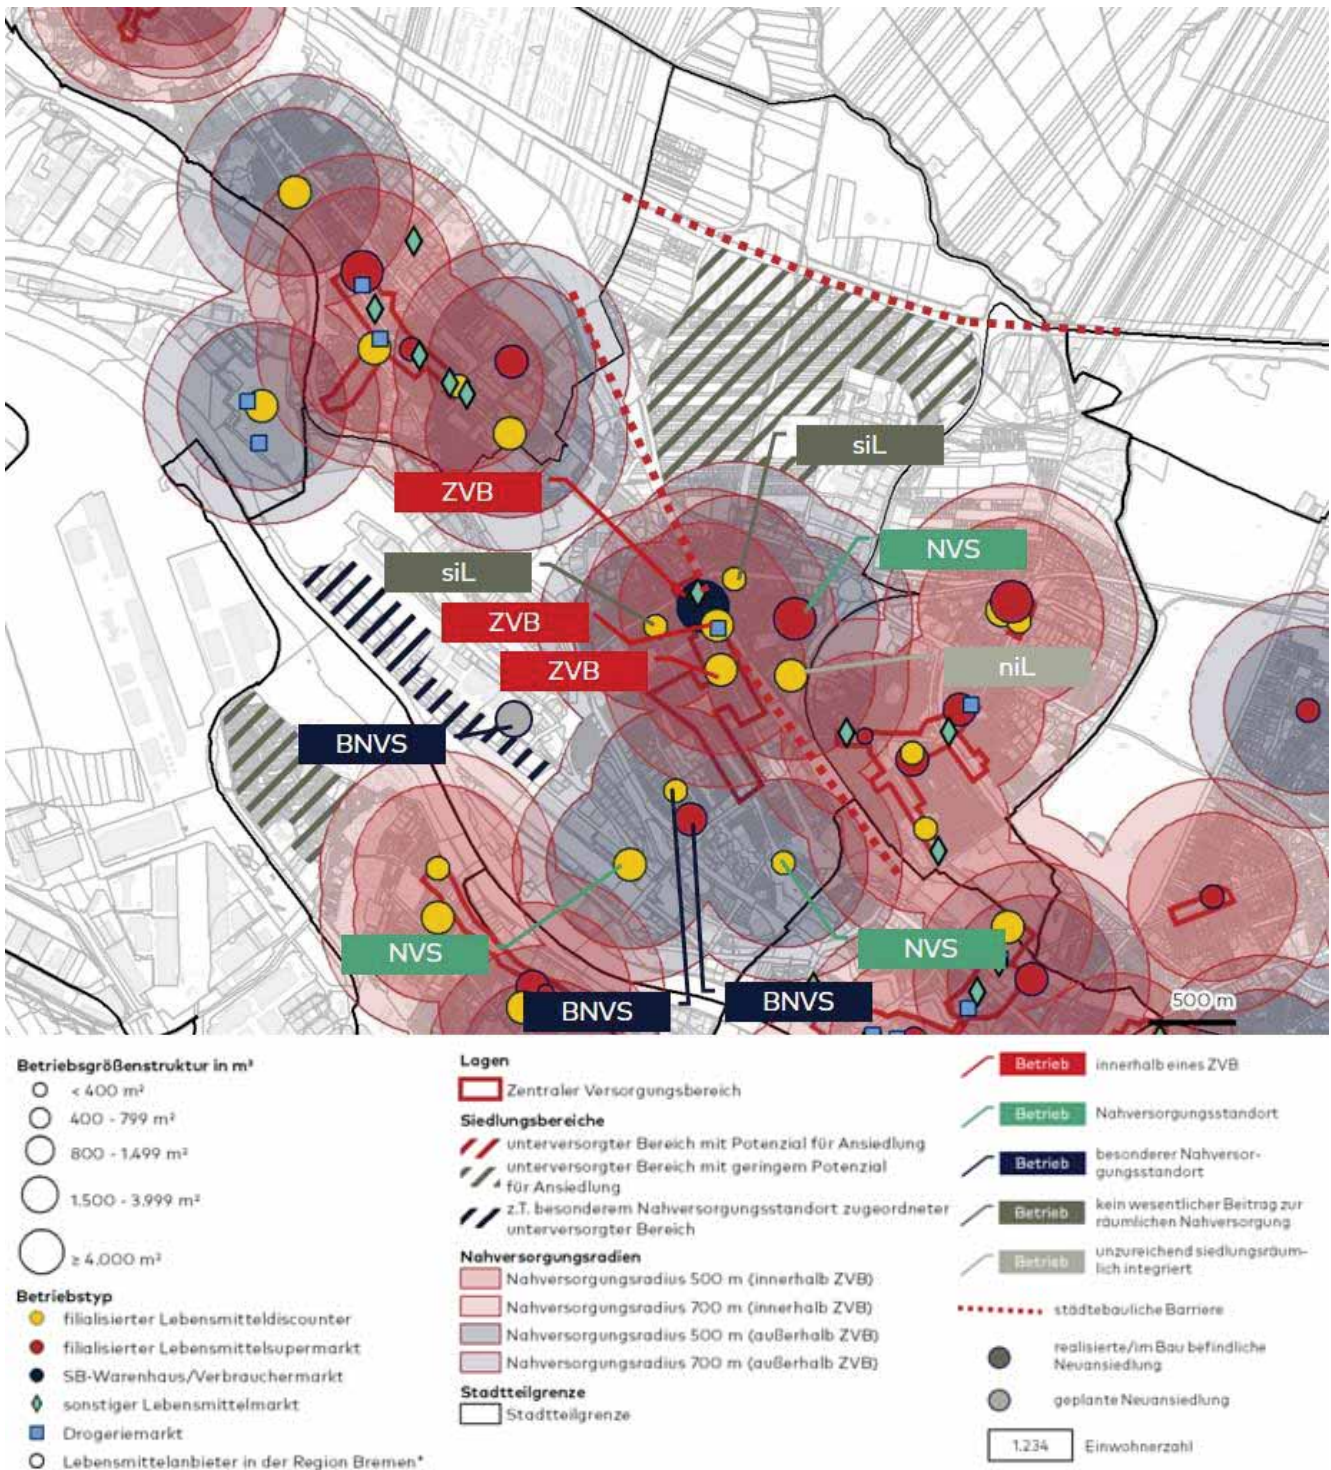 siL
ZVB
NVS
siL
ZVB
ZVB
niL
BNVS
NVS
NVS
BNVS
BNVS
500 m
Betriebsgrößenstruktur in m²
< 400 m²
400 - 799 m²
800 - 1.499 m²
1.500 - 3.999 m²
≥ 4.000 m²
Betriebstyp
filialisierter Lebensmitteldiscounter
filialisierter Lebensmittelsupermarkt
SB-Warenhaus/Verbrauchermarkt
sonstiger Lebensmittelmarkt
Drogeriemarkt
Lebensmittelanbieter in der Region Bremen*
Lagen
Zentraler Versorgungsbereich
Siedlungsbereiche
unterversorgter Bereich mit Potenzial für Ansiedlung
unterversorgter Bereich mit geringem Potenzial
für Ansiedlung
z.T. besonderem Nahversorgungsstandort zugeordneter
unterversorgter Bereich
Nahversorgungsradien
Nahversorgungsradius 500 m (innerhalb ZVB)
Nahversorgungsradius 700 m (innerhalb ZVB)
Nahversorgungsradius 500 m (außerhalb ZVB)
Nahversorgungsradius 700 m (außerhalb ZVB)
Stadtteilgrenze
Stadtteilgrenze
Betrieb innerhalb eines ZVB
Betrieb Nahversorgungsstandort
Betrieb besonderer Nahversor-
gungsstandort
Betrieb kein wesentlicher Beitrag zur
räumlichen Nahversorgung
Betrieb unzureichend siedlungsräum-
lich integriert
städtebauliche Barriere
realisierte/im Bau befindliche
Neuansiedlung
geplante Neuansiedlung
1.234 Einwohnerzahl